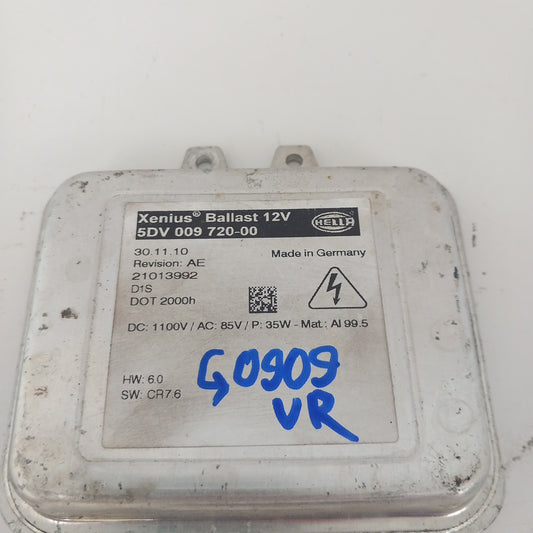 Xenius® Ballast 12V
5DV 009 720-00
HELLA
30.11.10
Made in Germany
Revision: AE
21013992
D1S
DOT 2000h
DC: 1100V / AC: 85V / P: 35W - Mat.: Al 99.5
HW: 6.0
SW: CR7.6
G0909
VR